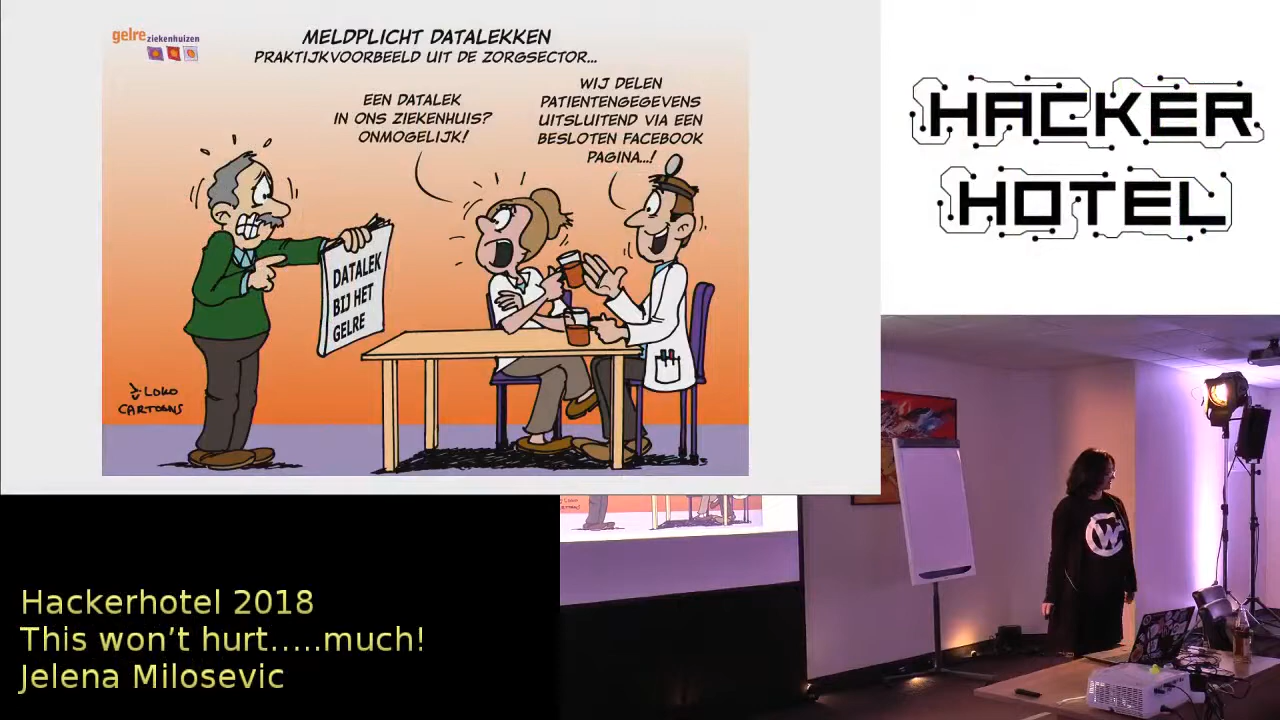 gelre ziekenhuizen
MELDPLICHT DATALEKKEN
PRAKTIJKVOORBEELD UIT DE ZORGSECTOR...
EEN DATALEK
IN ONS ZIEKENHUIS?
ONMOGELIJK!
WIJ DELEN
PATIENTENGEGEVENS
UITSLUITEND VIA EEN
BESLOTEN FACEBOOK
PAGINA...!
DATALEK
BIJ HET
GELRE
LOKO
CARTOONS
HACKER
HOTEL
W
Hackerhotel 2018
This won't hurt.....much!
Jelena Milosevic